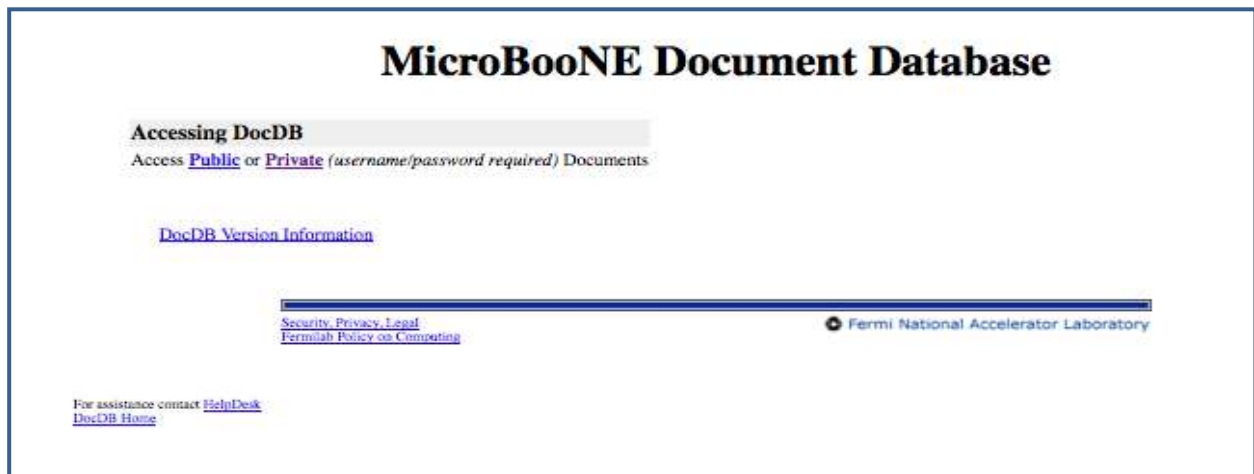 MicroBooNE Document Database
Accessing DocDB
Access Public or Private (username/password required) Documents
DocDB Version Information
Security, Privacy, Legal
Fermilab Policy on Computing
Fermi National Accelerator Laboratory
For assistance contact HelpDesk
DocDB Home